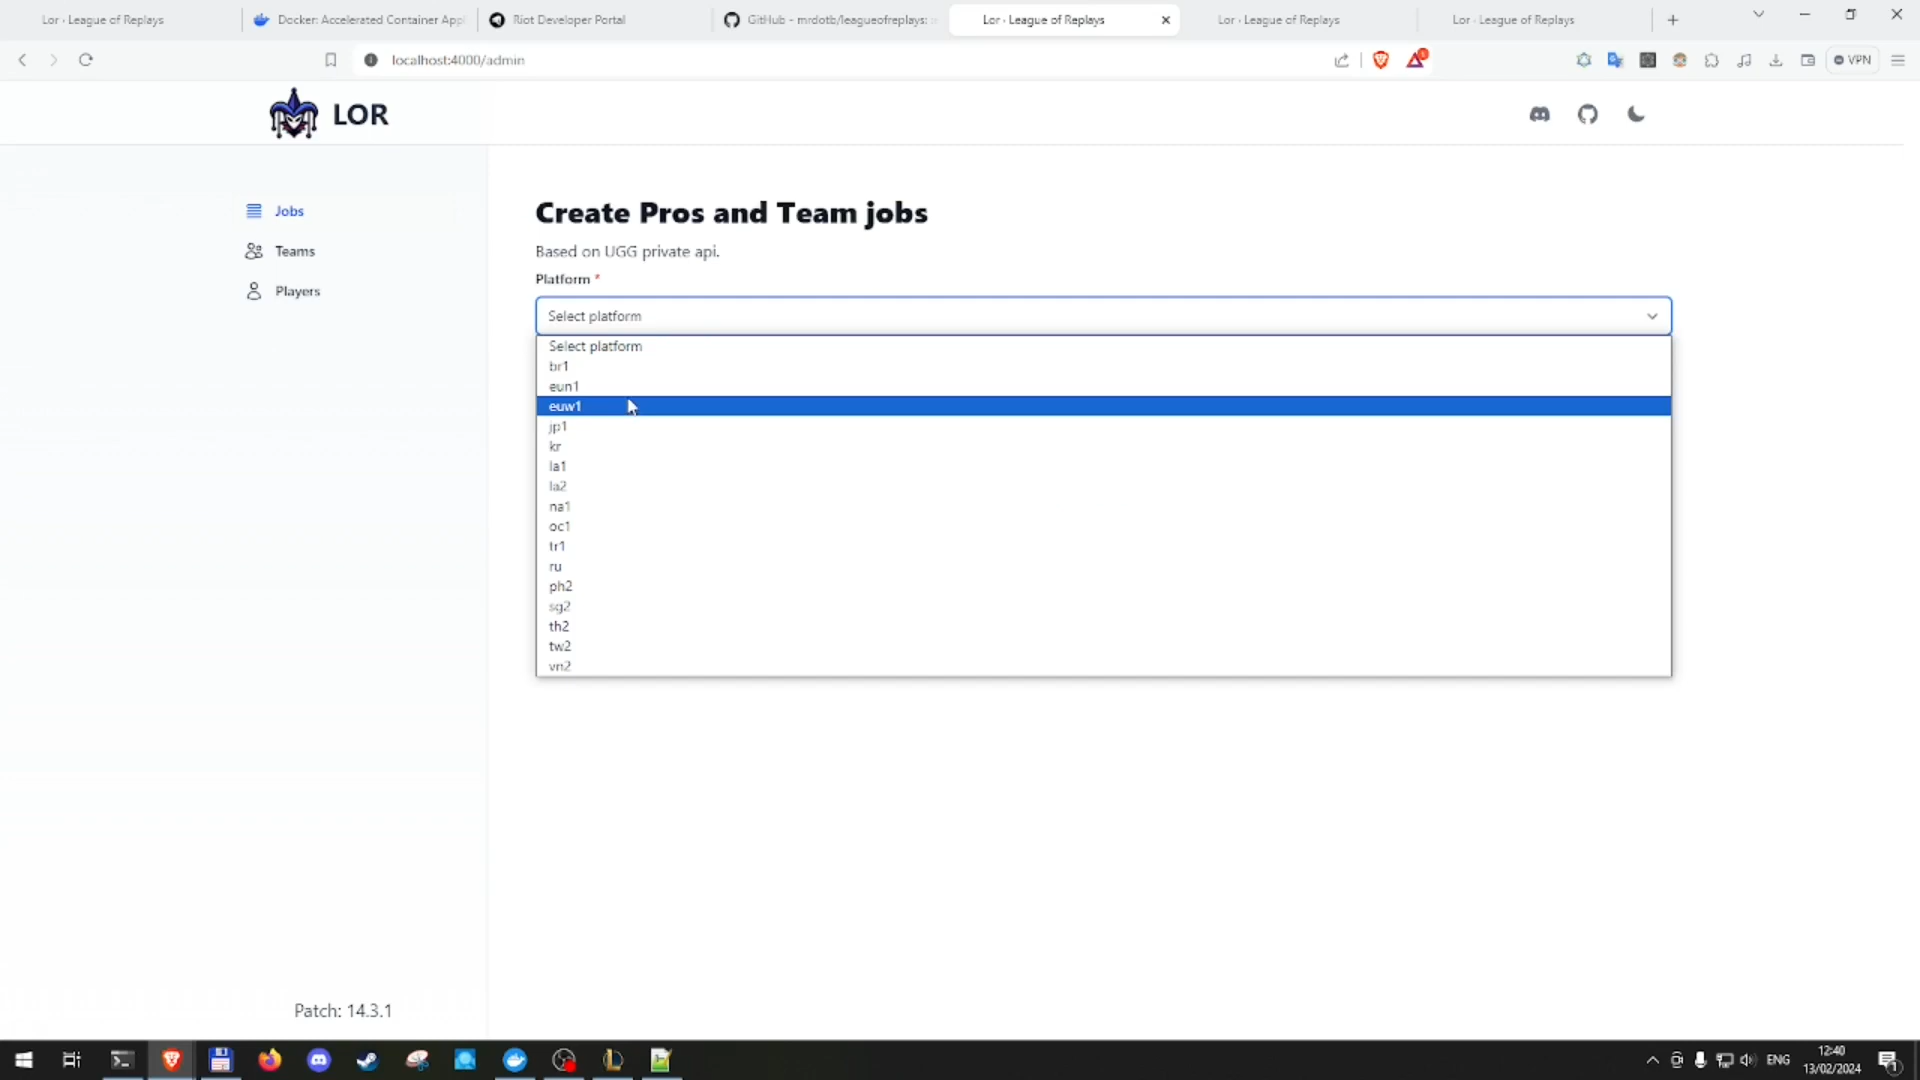 Lor · League of Replays
Docker: Accelerated Container Appl
Riot Developer Portal
GitHub - mrdotb/leagueofreplays:
Lor · League of Replays
Lor · League of Replays
Lor · League of Replays
localhost:4000/admin
VPN
LOR
Jobs
Teams
Players
Create Pros and Team jobs
Based on UGG private api.
Platform *
Select platform
Select platform
br1
eun1
euw1
jp1
kr
la1
la2
na1
oc1
tr1
ru
ph2
sg2
th2
tw2
vn2
Patch: 14.3.1
ENG
12:40
13/02/2024